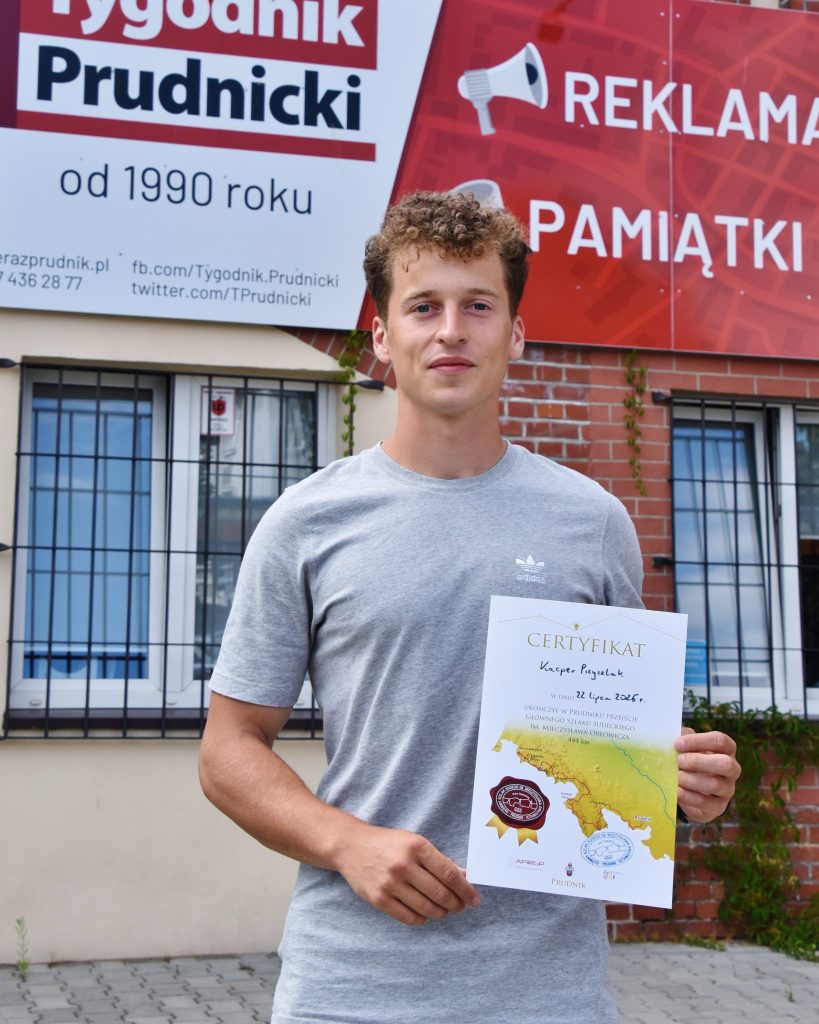 Tygodnik
Prudnicki
od 1990 roku
erazprudnik.pl
7 436 28 77
fb.com/Tygodnik.Prudnicki
twitter.com/TPrudnicki
REKLAMA
PAMIĄTKI
adidas
CERTYFIKAT
Kacper
W DNIU 22 lipca 2025 r.
UKOŃCZYŁ W PRUDNIKU PRZEJŚCIE
GŁÓWNEGO SZLAKU SUDECKIEGO
IM. MIECZYSŁAWA ORŁOWICZA
444 KM
PRUDNIK